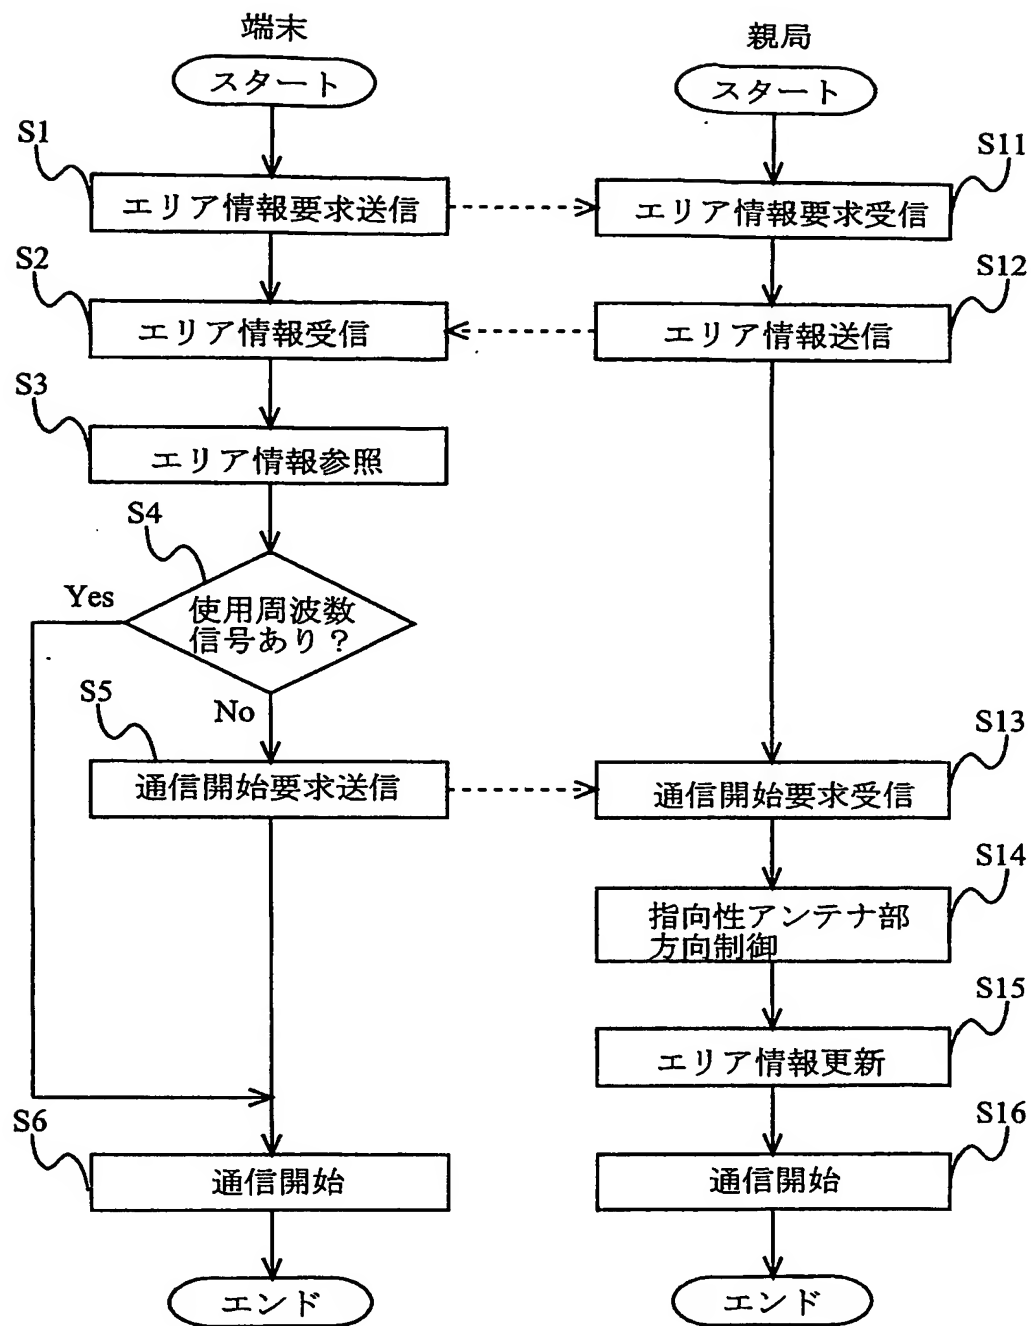 端末
親局
スタート
スタート
S1
エリア情報要求送信
S11
エリア情報要求受信
S2
エリア情報受信
S12
エリア情報送信
S3
エリア情報参照
S4
使用周波数
信号あり？
Yes
No
S5
通信開始要求送信
S13
通信開始要求受信
S14
指向性アンテナ部
方向制御
S15
エリア情報更新
S6
通信開始
S16
通信開始
エンド
エンド